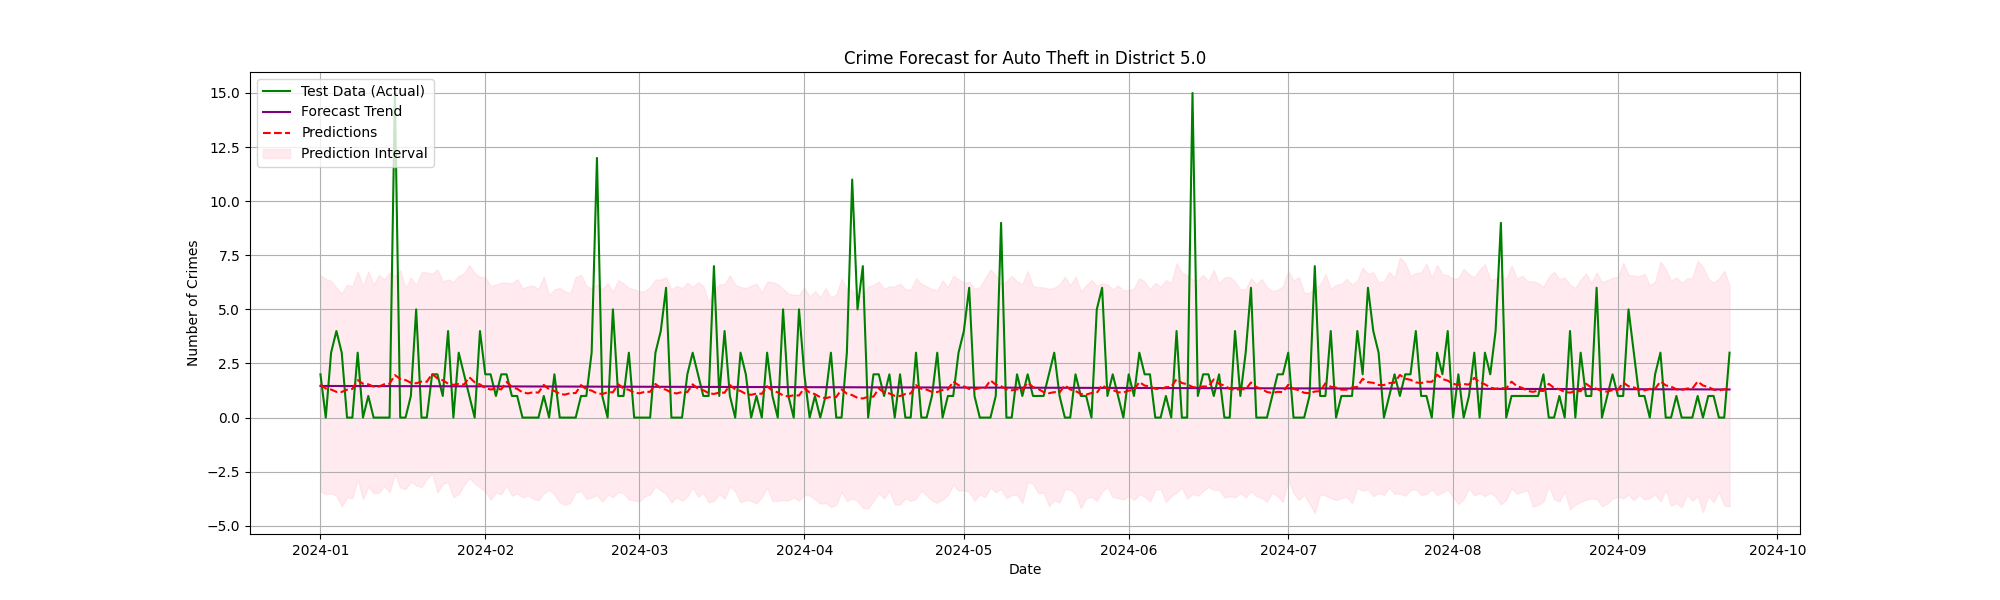 Crime Forecast for Auto Theft in District 5.0
Test Data (Actual)
Forecast Trend
Predictions
Prediction Interval
Number of Crimes
15.0
12.5
10.0
7.5
5.0
2.5
0.0
−2.5
−5.0
2024-01
2024-02
2024-03
2024-04
2024-05
2024-06
2024-07
2024-08
2024-09
2024-10
Date